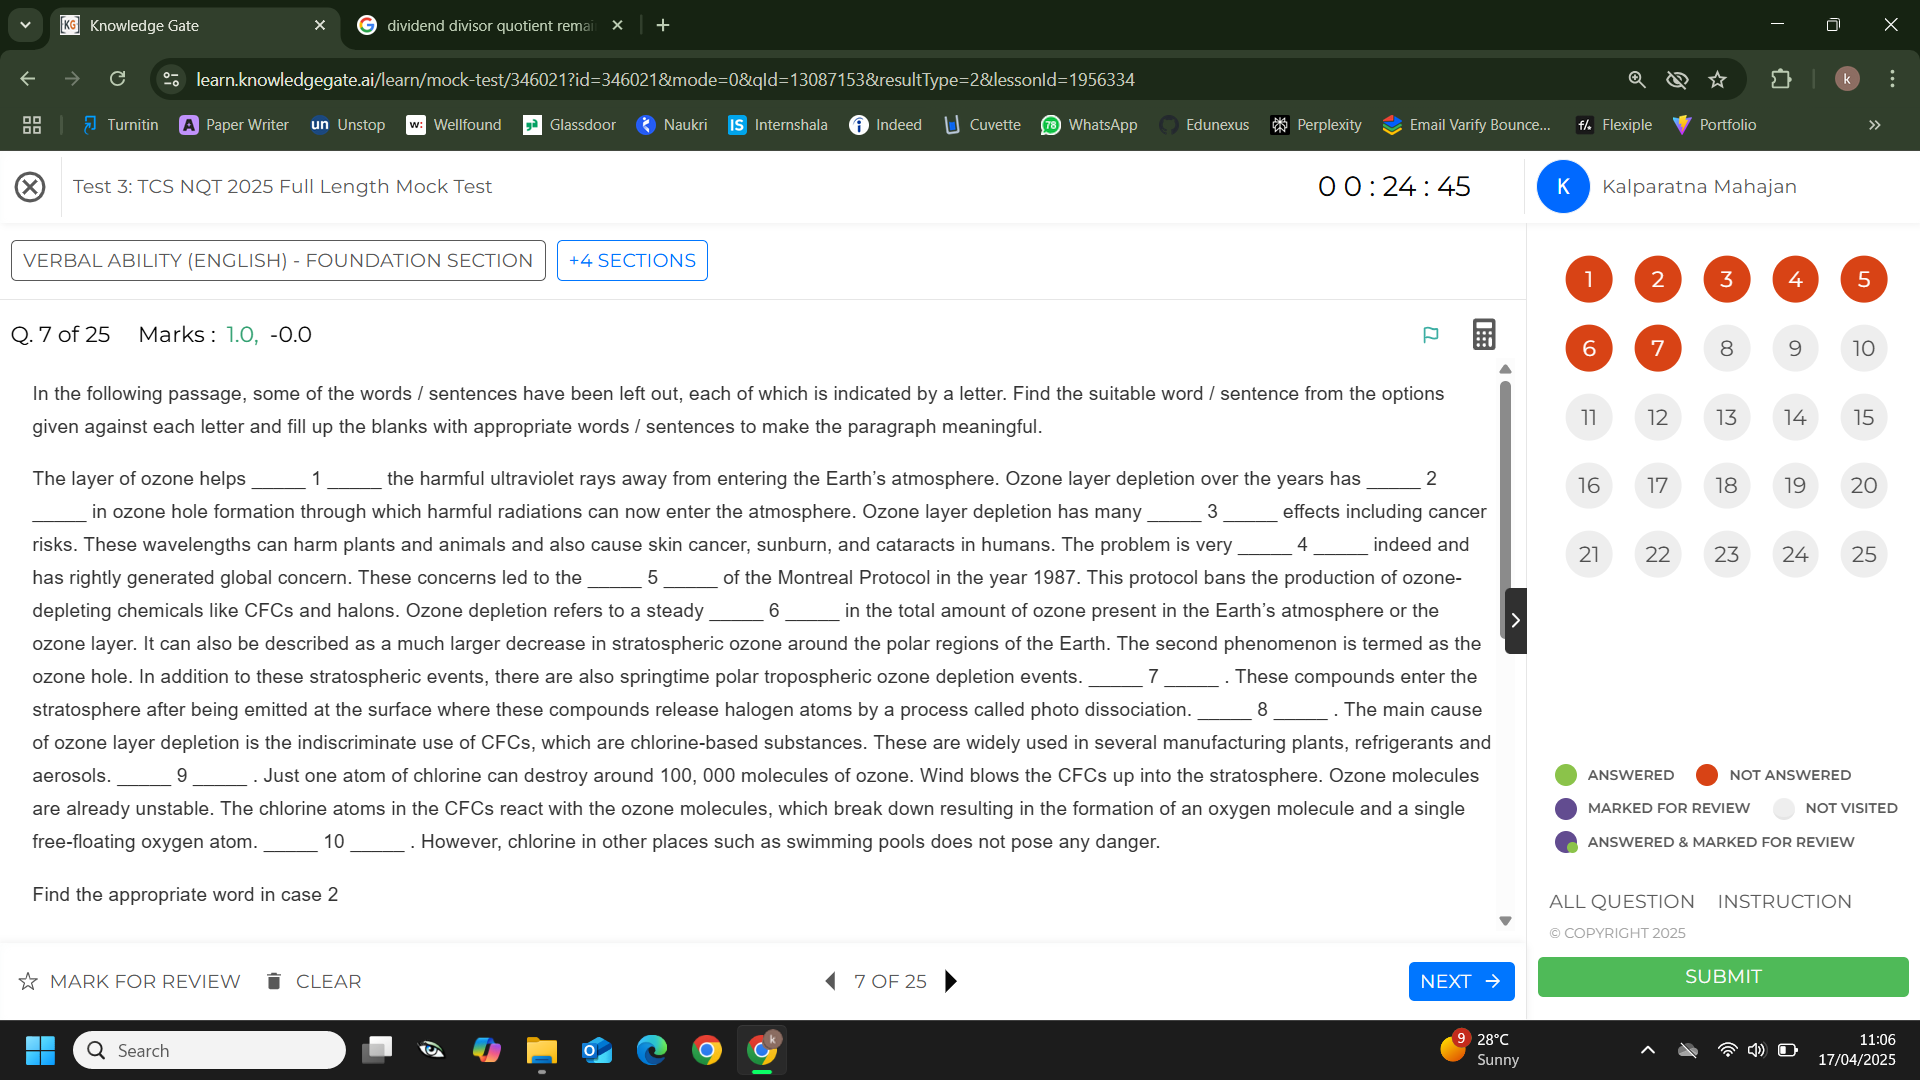 Knowledge Gate
dividend divisor quotient remai
learn.knowledgegate.ai/learn/mock-test/346021?id=346021&mode=0&qId=13087153&resultType=2&lessonId=1956334
k
Turnitin A Paper Writer un Unstop w: Wellfound Glassdoor Naukri IS Internshala Indeed Cuvette 78 WhatsApp Edunexus Perplexity Email Varify Bounce... f/. Flexiple Portfolio »
Test 3: TCS NQT 2025 Full Length Mock Test
00:24:45
K Kalparatna Mahajan
VERBAL ABILITY (ENGLISH) - FOUNDATION SECTION +4 SECTIONS
Q. 7 of 25 Marks : 1.0, -0.0
In the following passage, some of the words / sentences have been left out, each of which is indicated by a letter. Find the suitable word / sentence from the options
given against each letter and fill up the blanks with appropriate words / sentences to make the paragraph meaningful.
The layer of ozone helps _____ 1 _____ the harmful ultraviolet rays away from entering the Earth's atmosphere. Ozone layer depletion over the years has _____ 2
_____ in ozone hole formation through which harmful radiations can now enter the atmosphere. Ozone layer depletion has many _____ 3 _____ effects including cancer
risks. These wavelengths can harm plants and animals and also cause skin cancer, sunburn, and cataracts in humans. The problem is very _____ 4 _____ indeed and
has rightly generated global concern. These concerns led to the _____ 5 _____ of the Montreal Protocol in the year 1987. This protocol bans the production of ozone-
depleting chemicals like CFCs and halons. Ozone depletion refers to a steady _____ 6 _____ in the total amount of ozone present in the Earth's atmosphere or the
ozone layer. It can also be described as a much larger decrease in stratospheric ozone around the polar regions of the Earth. The second phenomenon is termed as the
ozone hole. In addition to these stratospheric events, there are also springtime polar tropospheric ozone depletion events. _____ 7 _____ . These compounds enter the
stratosphere after being emitted at the surface where these compounds release halogen atoms by a process called photo dissociation. _____ 8 _____ . The main cause
of ozone layer depletion is the indiscriminate use of CFCs, which are chlorine-based substances. These are widely used in several manufacturing plants, refrigerants and
aerosols. _____ 9 _____ . Just one atom of chlorine can destroy around 100, 000 molecules of ozone. Wind blows the CFCs up into the stratosphere. Ozone molecules
are already unstable. The chlorine atoms in the CFCs react with the ozone molecules, which break down resulting in the formation of an oxygen molecule and a single
free-floating oxygen atom. _____ 10 _____ . However, chlorine in other places such as swimming pools does not pose any danger.
Find the appropriate word in case 2
MARK FOR REVIEW CLEAR 7 OF 25 NEXT
1 2 3 4 5
6 7 8 9 10
11 12 13 14 15
16 17 18 19 20
21 22 23 24 25
ANSWERED NOT ANSWERED
MARKED FOR REVIEW NOT VISITED
ANSWERED & MARKED FOR REVIEW
ALL QUESTION INSTRUCTION
© COPYRIGHT 2025
SUBMIT
Search
9 28°C
Sunny
11:06
17/04/2025